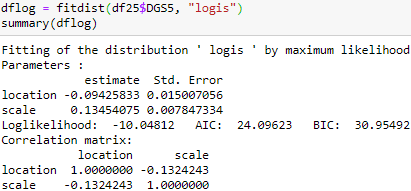 dflog = fitdist(df25$DGS5, "logis")
summary(dflog)
Fitting of the distribution ' logis ' by maximum likelihood
Parameters :
estimate Std. Error
location -0.09425833 0.015007056
scale 0.13454075 0.007847334
Loglikelihood: -10.04812 AIC: 24.09623 BIC: 30.95492
Correlation matrix:
location scale
location 1.0000000 -0.1324243
scale -0.1324243 1.0000000